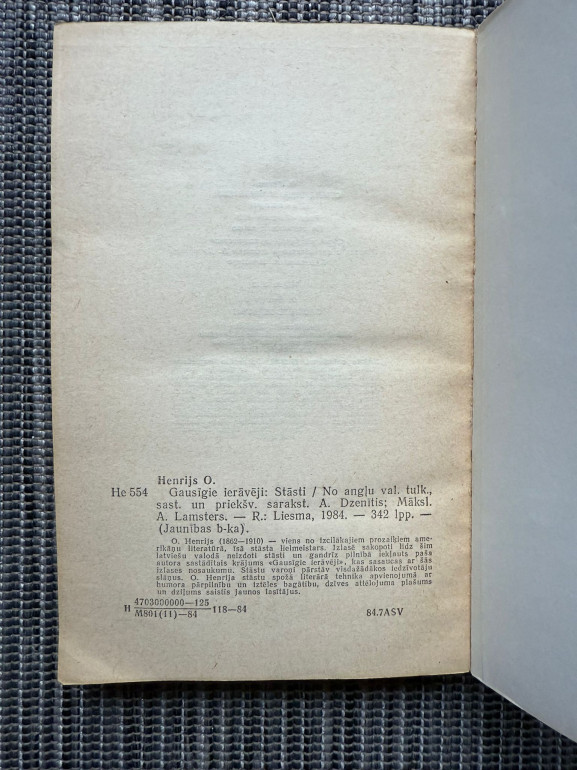 Henrijs O.
He 554 Gausīgie ierāvēji: Stāsti / No angļu val. tulk.,
sast. un priekšv. sarakst. A. Dzenītis; Māksl.
A. Lamsters. — R.: Liesma, 1984. — 342 lpp. —
(Jaunības b-ka).
O. Henrijs (1862—1910) — viens no izcilākajiem prozaiķiem ame-
rikāņu literatūrā, īsā stāsta lielmeistars. Izlasē sakopoti līdz šim
latviešu valodā neizdoti stāsti un gandrīz pilnībā iekļauts paša
autora sastādītais krājums «Gausīgie ierāvēji», kas sasaucas ar šās
izlases nosaukumu. Stāstu varoņi pārstāv visdažādākos iedzīvotāju
slāņus. O. Henrija stāstu spožā literārā tehnika apvienojumā ar
humora pārpilnību un iztēles bagātību, dzīves attēlojuma plašums
un dziļums saistīs jaunos lasītājus.
H 4703000000—125
M801(11)—84 118—84 84.7ASV